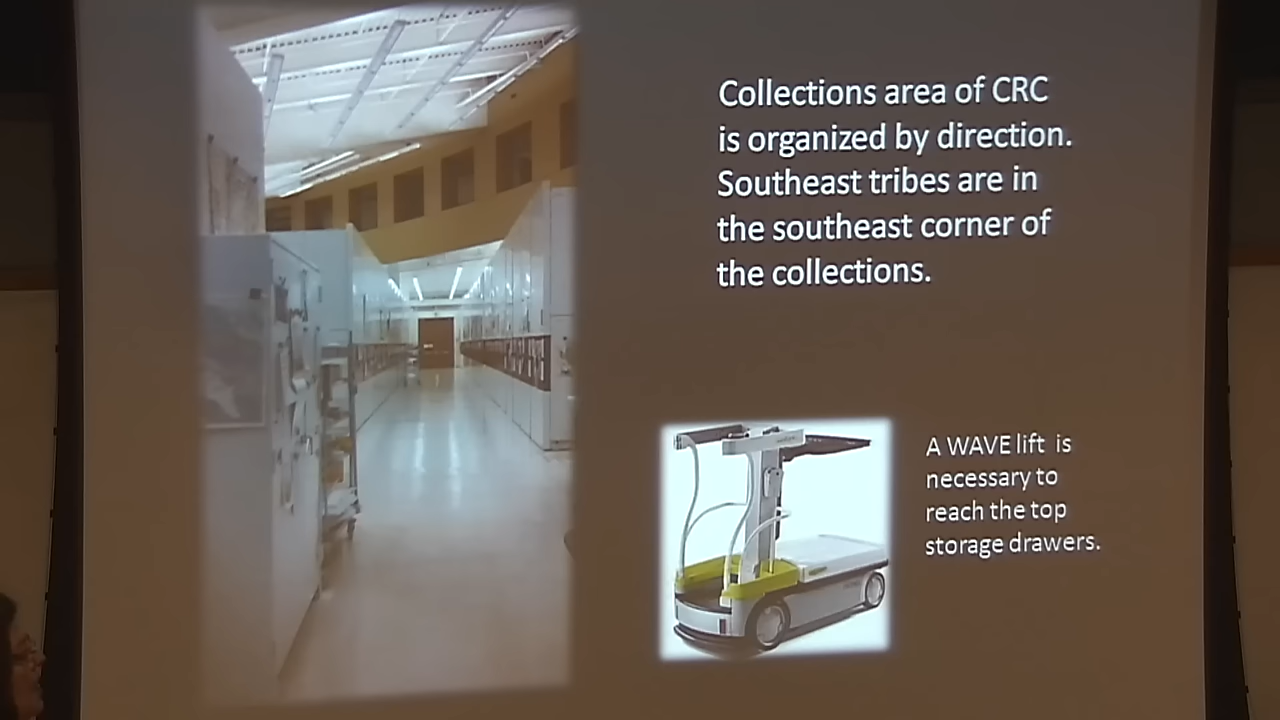 Collections area of CRC
is organized by direction.
Southeast tribes are in
the southeast corner of
the collections.
A WAVE lift is
necessary to
reach the top
storage drawers.